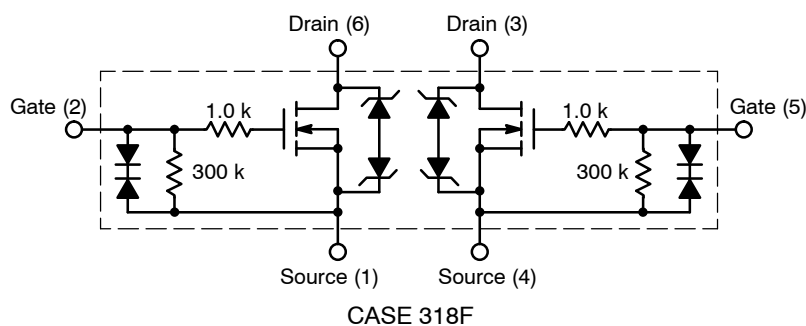 Drain (6)
Drain (3)
Gate (2)
1.0 k
1.0 k
Gate (5)
300 k
300 k
Source (1)
Source (4)
CASE 318F